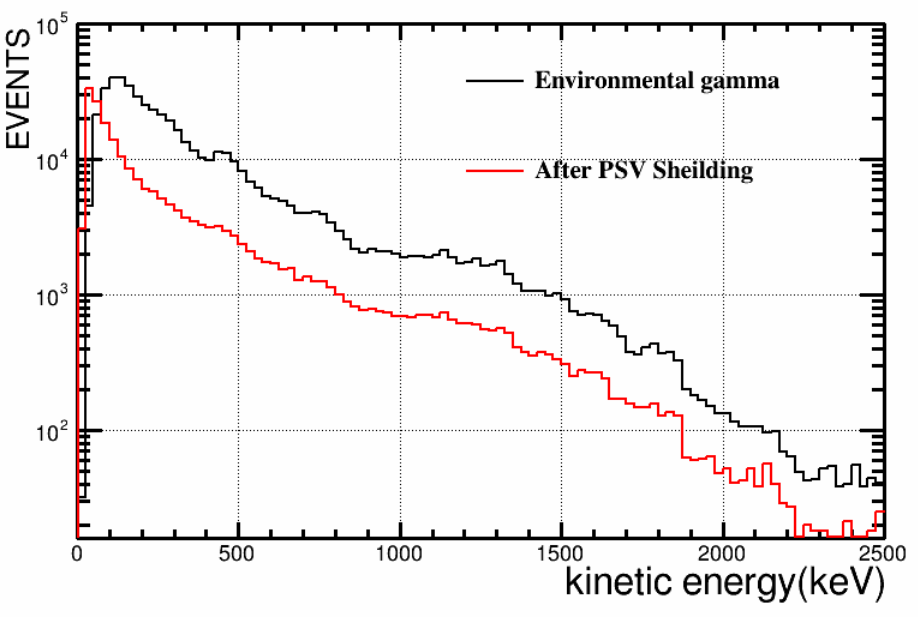 EVENTS
10^5
10^4
10^3
10^2
Environmental gamma
After PSV Sheilding
0 500 1000 1500 2000 2500
kinetic energy(keV)